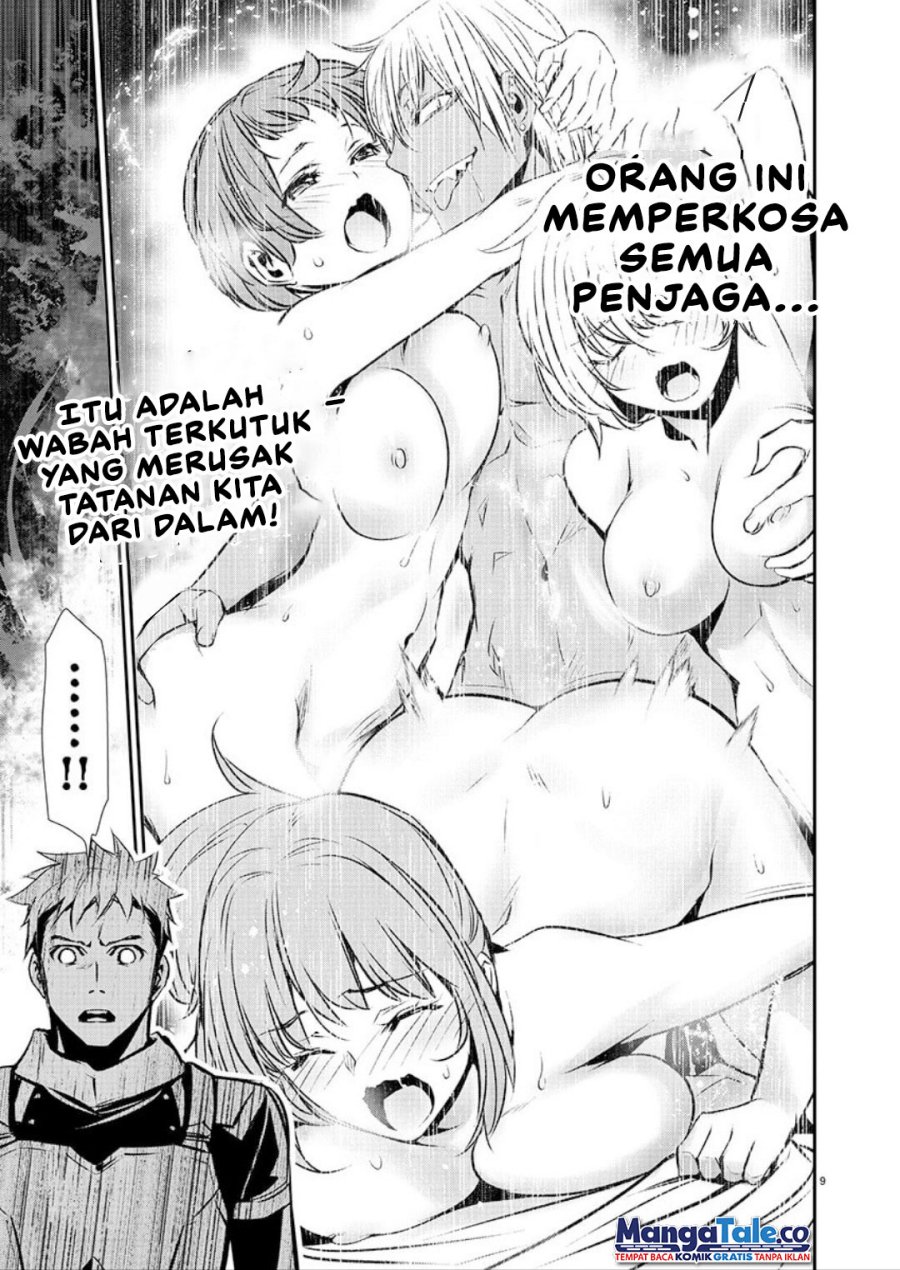 ORANG INI
MEMPERKOSA
SEMUA
PENJAGA...
ITU ADALAH
WABAH TERKUTUK
YANG MERUSAK
TATANAN KITA
DARI DALAM!
......!!
9
MangaTale.co
TEMPAT BACA KOMIK GRATIS TANPA IKLAN